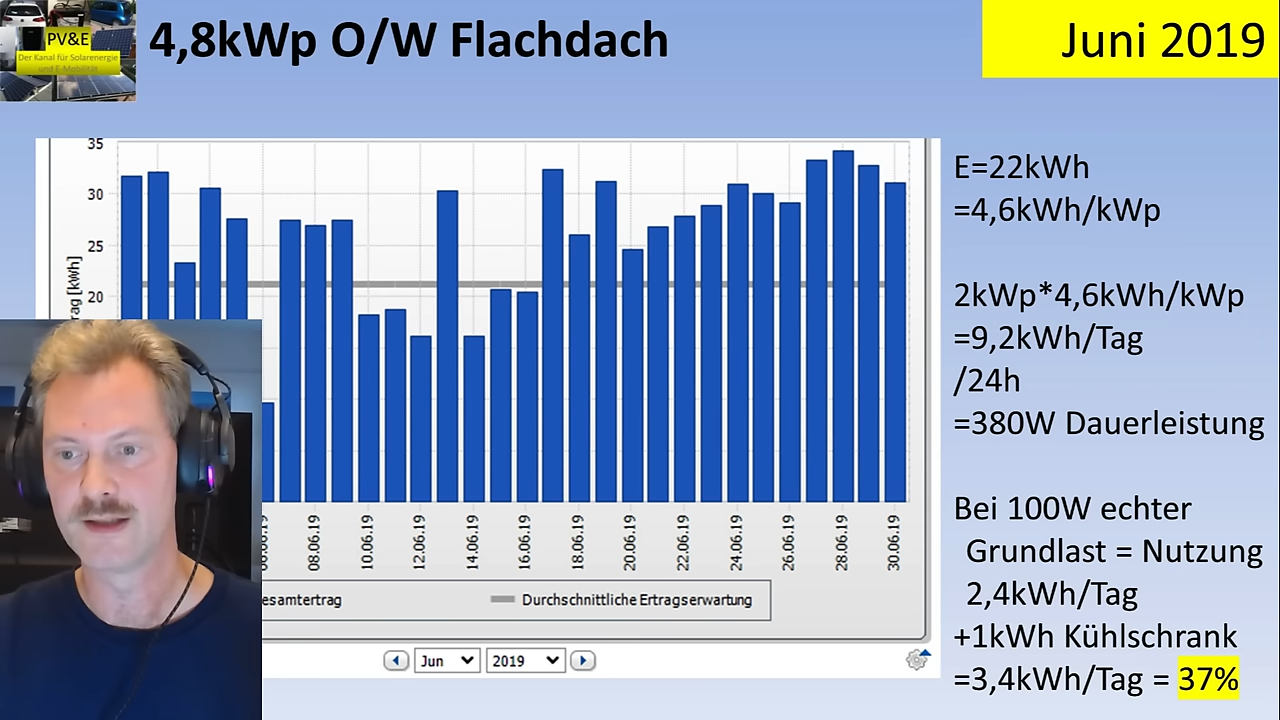 PV&E
Der Kanal für Solarenergie
und E-Mobilität
4,8kWp O/W Flachdach
Juni 2019
35
30
25
20
rag [kWh]
08.06.19
10.06.19
12.06.19
14.06.19
16.06.19
18.06.19
20.06.19
22.06.19
24.06.19
26.06.19
28.06.19
30.06.19
esamtertrag
Durchschnittliche Ertragserwartung
Jun
2019
E=22kWh
=4,6kWh/kWp
2kWp*4,6kWh/kWp
=9,2kWh/Tag
/24h
=380W Dauerleistung
Bei 100W echter
Grundlast = Nutzung
2,4kWh/Tag
+1kWh Kühlschrank
=3,4kWh/Tag = 37%